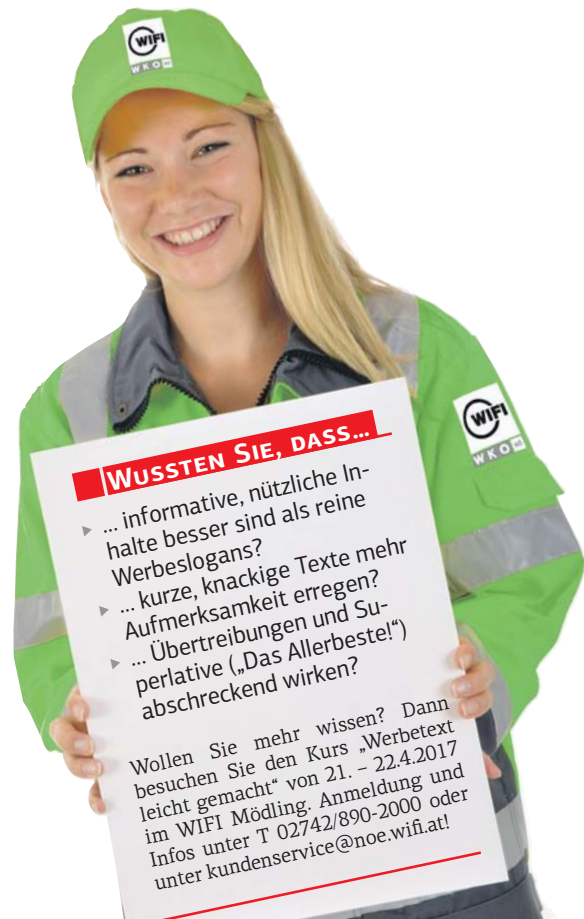 WIFI
WKO
WIFI
WKO
WUSSTEN SIE, DASS...
... informative, nützliche In-
halte besser sind als reine
Werbeslogans?
... kurze, knackige Texte mehr
Aufmerksamkeit erregen?
... Übertreibungen und Su-
perlative („Das Allerbeste!“)
abschreckend wirken?
Wollen Sie mehr wissen? Dann
besuchen Sie den Kurs „Werbetext
leicht gemacht“ von 21. – 22.4.2017
im WIFI Mödling. Anmeldung und
Infos unter T 02742/890-2000 oder
unter kundenservice@noe.wifi.at!